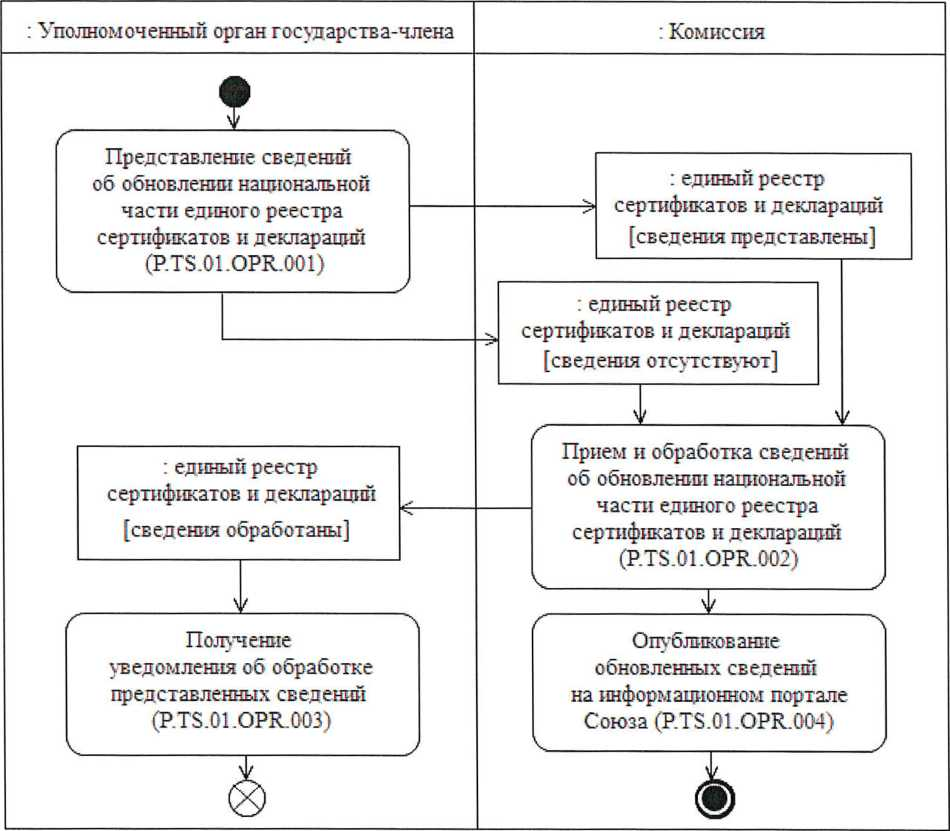 : Уполномоченный орган государства-члена
: Комиссия
Представление сведений
об обновлении национальной
части единого реестра
сертификатов и деклараций
(P.TS.01.OPR.001)
: единый реестр
сертификатов и деклараций
[сведения представлены]
: единый реестр
сертификатов и деклараций
[сведения отсутствуют]
Прием и обработка сведений
об обновлении национальной
части единого реестра
сертификатов и деклараций
(P.TS.01.OPR.002)
: единый реестр
сертификатов и деклараций
[сведения обработаны]
Получение
уведомления об обработке
представленных сведений
(P.TS.01.OPR.003)
Опубликование
обновленных сведений
на информационном портале
Союза (P.TS.01.OPR.004)